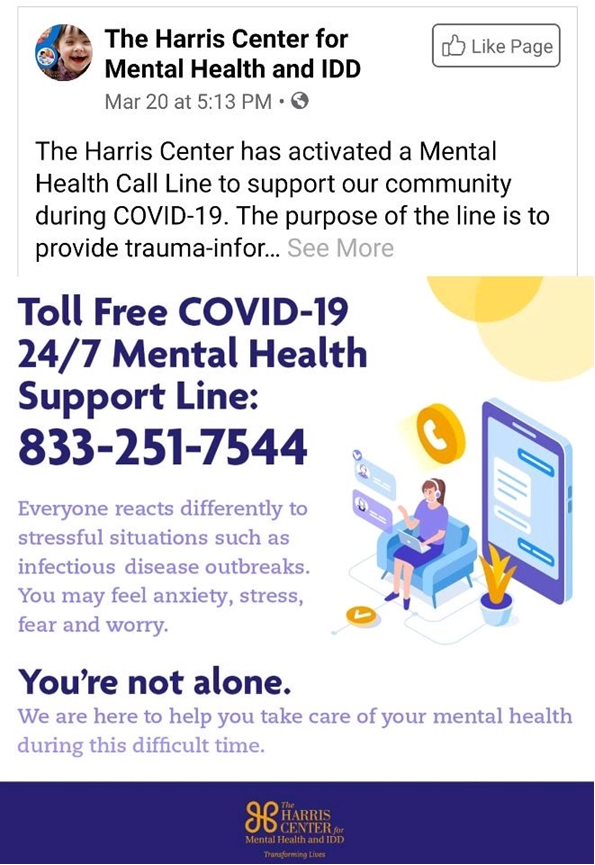 The Harris Center for
Mental Health and IDD
Like Page
Mar 20 at 5:13 PM •
The Harris Center has activated a Mental
Health Call Line to support our community
during COVID-19. The purpose of the line is to
provide trauma-infor... See More
Toll Free COVID-19
24/7 Mental Health
Support Line:
833-251-7544
Everyone reacts differently to
stressful situations such as
infectious disease outbreaks.
You may feel anxiety, stress,
fear and worry.
You're not alone.
We are here to help you take care of your mental health
during this difficult time.
The
HARRIS
CENTER for
Mental Health and IDD
Transforming Lives